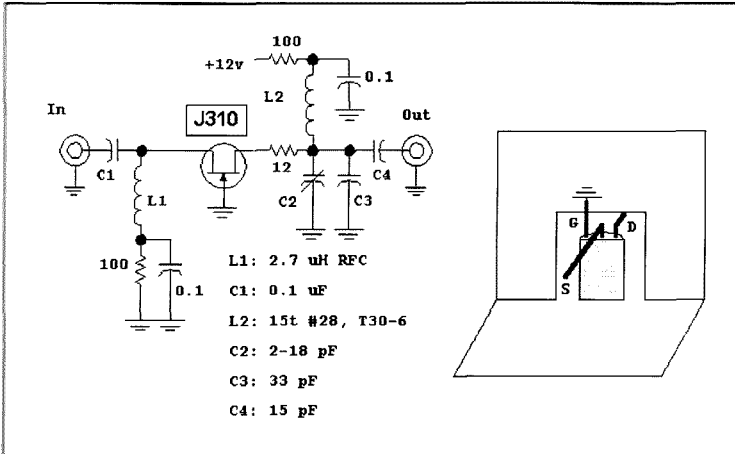 100
+12v
0.1
In
L2
Out
J310
C1
12
C4
L1
C2
C3
100
0.1
L1: 2.7 uH RFC
C1: 0.1 uF
L2: 15t #28, T30-6
C2: 2-18 pF
C3: 33 pF
C4: 15 pF
G
D
S